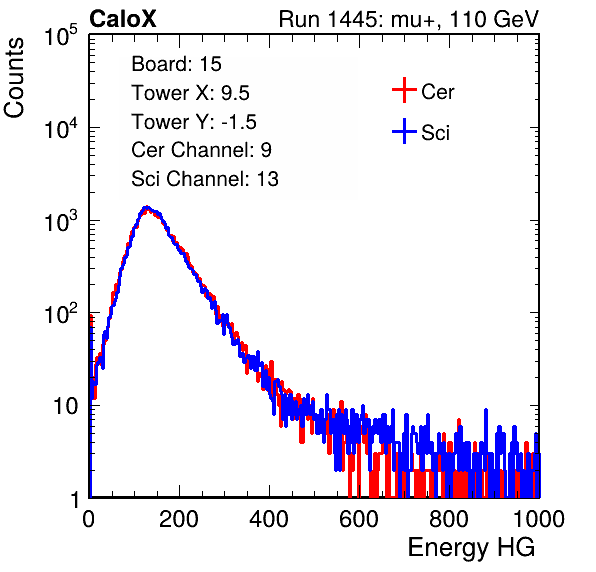 CaloX Run 1445: mu+, 110 GeV
Counts
Board: 15
Tower X: 9.5
Tower Y: -1.5
Cer Channel: 9
Sci Channel: 13
Cer
Sci
10^5
10^4
10^3
10^2
10
1
0 200 400 600 800 1000
Energy HG